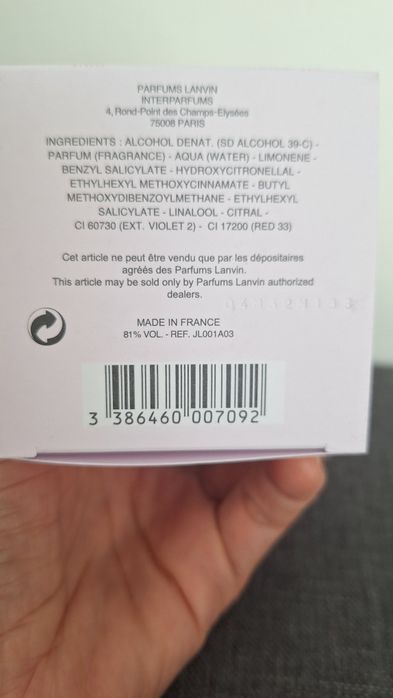 PARFUMS LANVIN
INTERPARFUMS
4, Rond-Point des Champs-Elysées
75008 PARIS
INGREDIENTS : ALCOHOL DENAT. (SD ALCOHOL 39-C) -
PARFUM (FRAGRANCE) - AQUA (WATER) - LIMONENE -
BENZYL SALICYLATE - HYDROXYCITRONELLAL -
ETHYLHEXYL METHOXYCINNAMATE - BUTYL
METHOXYDIBENZOYLMETHANE - ETHYLHEXYL
SALICYLATE - LINALOOL - CITRAL -
CI 60730 (EXT. VIOLET 2) - CI 17200 (RED 33)
Cet article ne peut être vendu que par les dépositaires
agréés des Parfums Lanvin.
This article may be sold only by Parfums Lanvin authorized
dealers.
MADE IN FRANCE
81% VOL. - REF. JL001A03
3 386460 007092